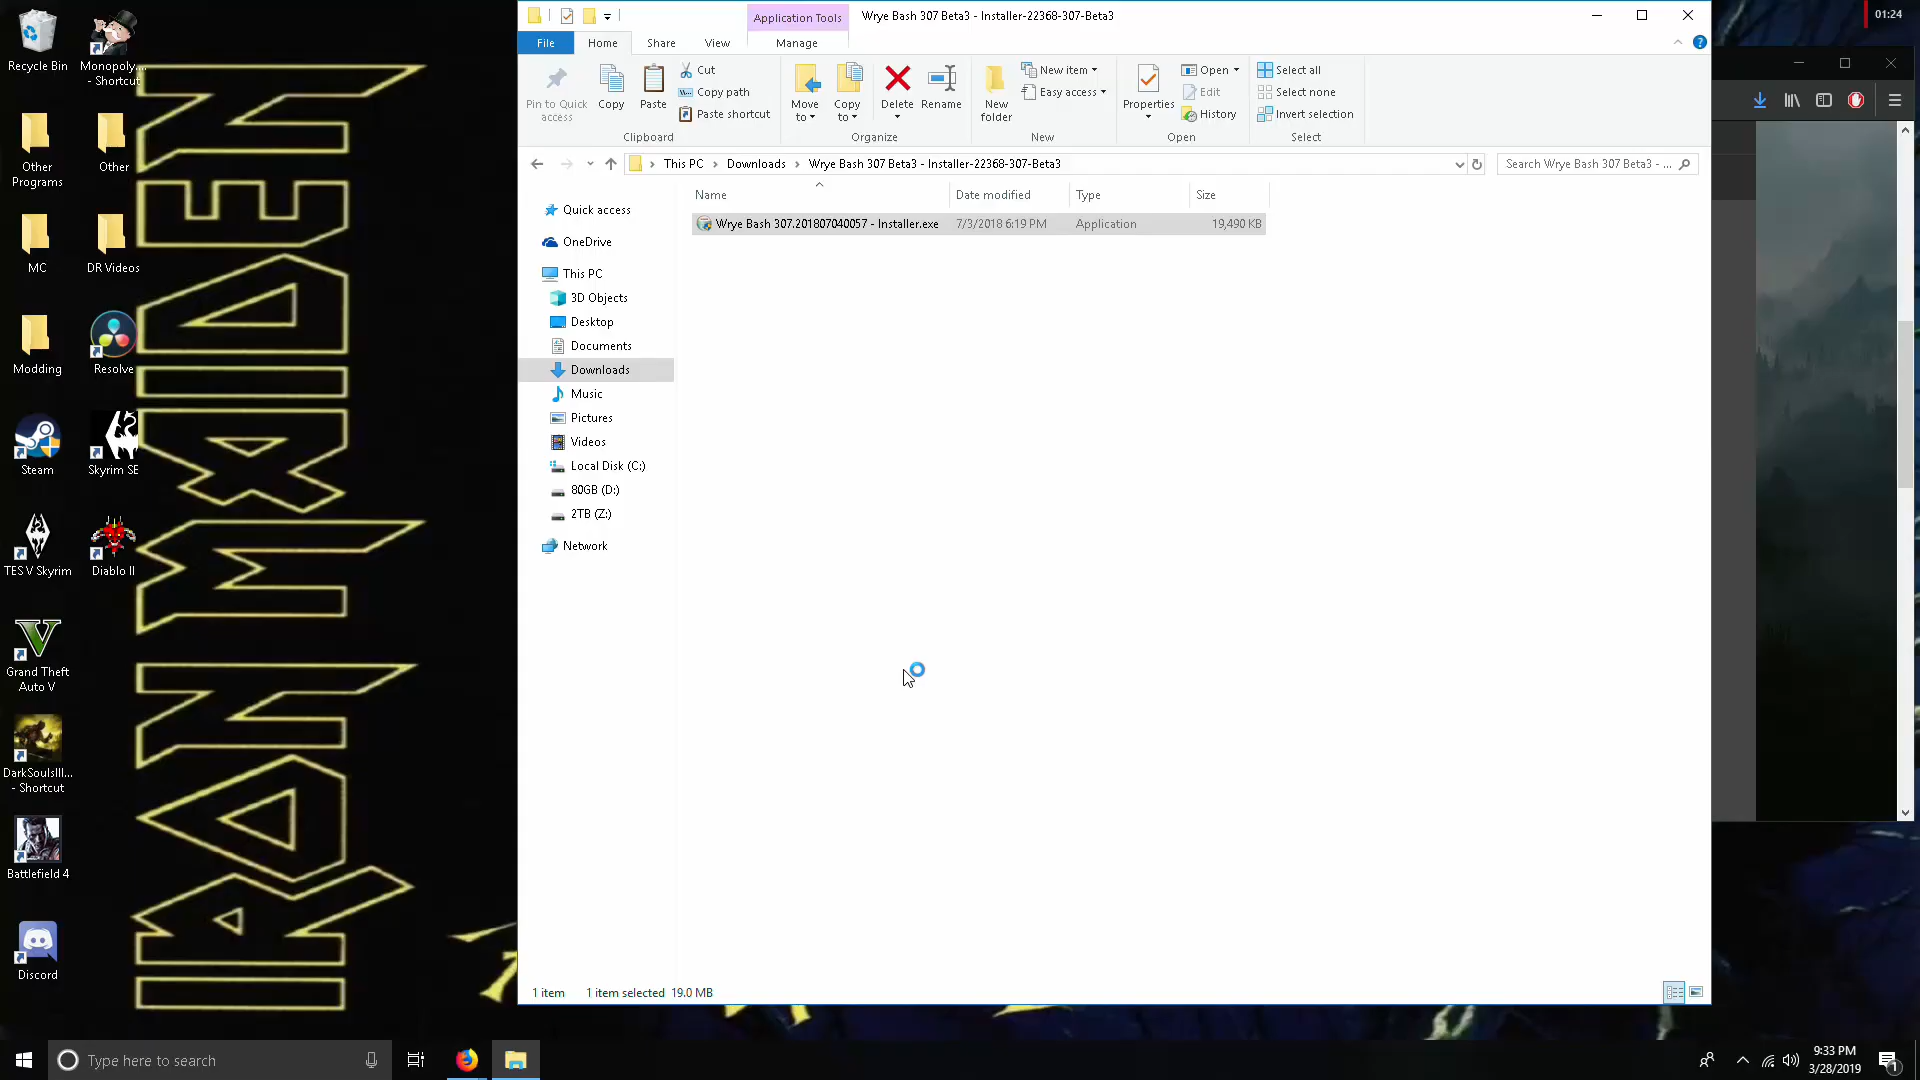 Recycle Bin
Monopoly...
- Shortcut
Other
Programs
Other
MC
DR Videos
Modding
Resolve
Steam
Skyrim SE
TES V Skyrim
Diablo II
Grand Theft
Auto V
DarkSoulsIII...
- Shortcut
Battlefield 4
Discord
IRON MAIDEN
Application Tools
Wrye Bash 307 Beta3 - Installer-22368-307-Beta3
File
Home
Share
View
Manage
Pin to Quick
access
Copy
Paste
Cut
Copy path
Paste shortcut
Clipboard
Move
to
Copy
to
Delete
Rename
Organize
New
folder
New item
Easy access
New
Properties
Open
Edit
History
Open
Select all
Select none
Invert selection
Select
This PC
Downloads
Wrye Bash 307 Beta3 - Installer-22368-307-Beta3
Search Wrye Bash 307 Beta3 - ...
Name
Date modified
Type
Size
Wrye Bash 307.201807040057 - Installer.exe
7/3/2018 6:19 PM
Application
19,490 KB
Quick access
OneDrive
This PC
3D Objects
Desktop
Documents
Downloads
Music
Pictures
Videos
Local Disk (C:)
80GB (D:)
2TB (Z:)
Network
1 item
1 item selected 19.0 MB
01:24
Type here to search
9:33 PM
3/28/2019
1